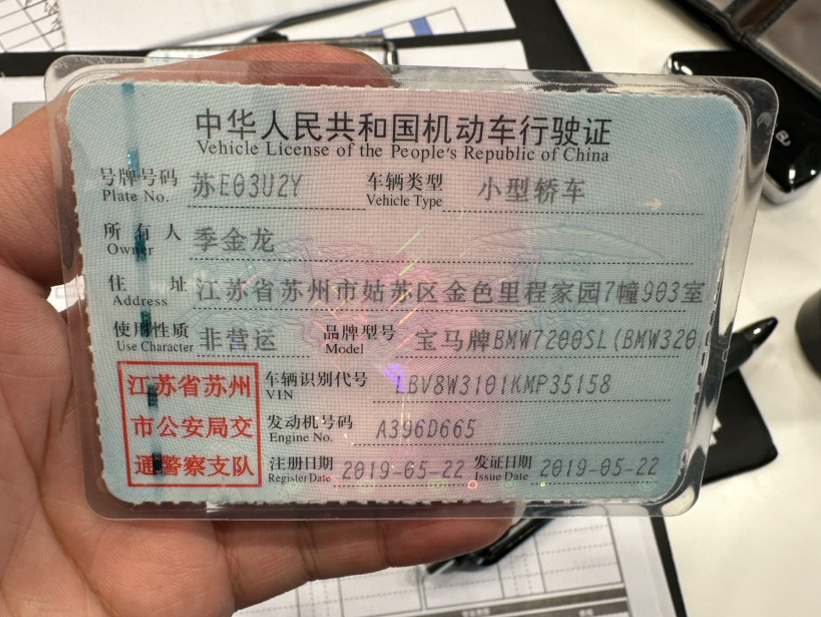 中华人民共和国机动车行驶证
Vehicle License of the People's Republic of China
号牌号码 苏E03U2Y 车辆类型 小型轿车
Plate No. Vehicle Type
所有人 季金龙
Owner
住址 江苏省苏州市姑苏区金色里程家园7幢903室
Address
使用性质 非营运 品牌型号 宝马牌BMW7200SL(BMW320
Use Character Model
江苏省苏州 车辆识别代号 LBV8W3101KMP35158
VIN
市公安局交 发动机号码 A396D665
Engine No.
通警察支队 注册日期 2019-05-22 发证日期 2019-05-22
Register Date Issue Date